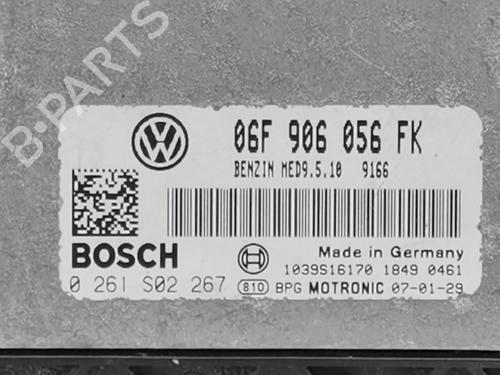 B-PARTS
06F 906 056 FK
BENZIN MED9.5.10 9166
BOSCH
Made in Germany
1039S16170 1849 0461
0 261 S02 267
810 BPG MOTRONIC 07-01-29